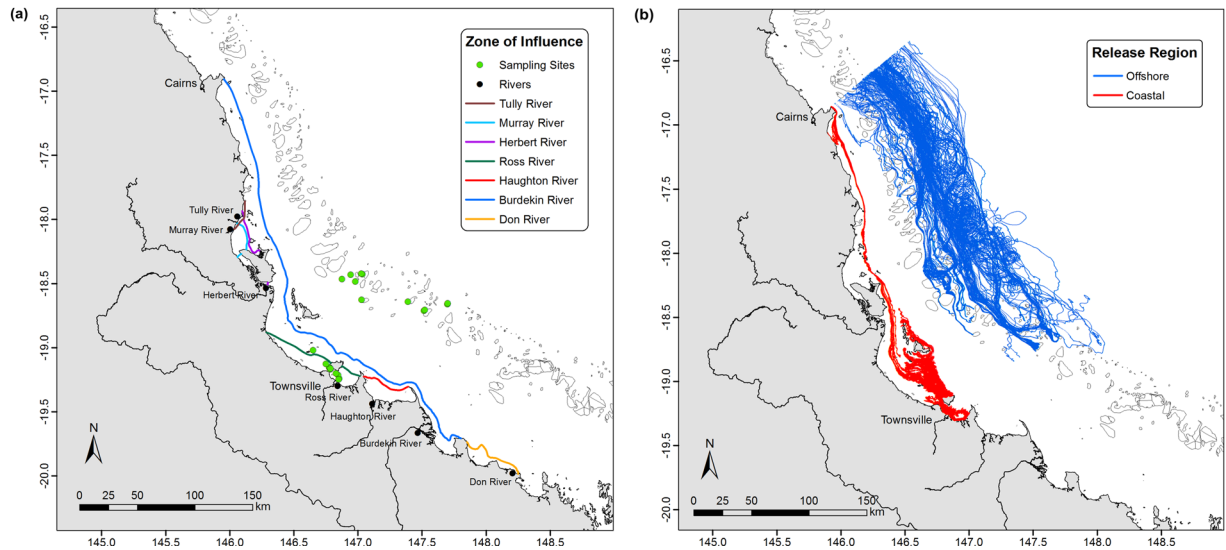 (a)
Zone of Influence
Sampling Sites
Rivers
Tully River
Murray River
Herbert River
Ross River
Haughton River
Burdekin River
Don River
Cairns
Tully River
Murray River
Herbert River
Townsville
Ross River
Haughton River
Burdekin River
Don River
N
0 25 50 100 150
km
-16.5
-17.0
-17.5
-18.0
-18.5
-19.0
-19.5
-20.0
145.0 145.5 146.0 146.5 147.0 147.5 148.0 148.5
(b)
Release Region
Offshore
Coastal
Cairns
Townsville
N
0 25 50 100 150
km
-16.5
-17.0
-17.5
-18.0
-18.5
-19.0
-19.5
-20.0
145.0 145.5 146.0 146.5 147.0 147.5 148.0 148.5